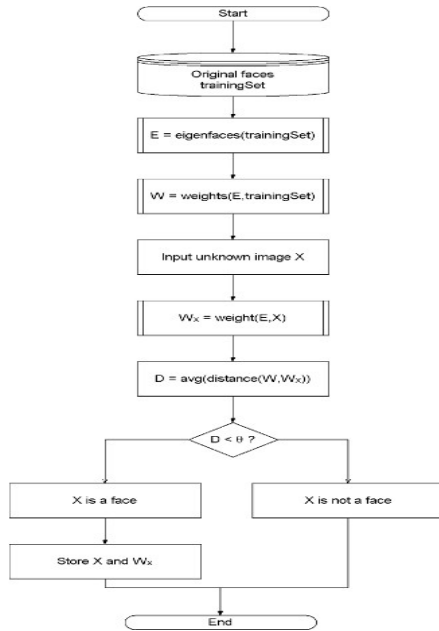 Start
Original faces
trainingSet
E = eigenfaces(trainingSet)
W = weights(E,trainingSet)
Input unknown image X
Wₓ = weight(E,X)
D = avg(distance(W,Wₓ))
D < θ ?
X is a face
X is not a face
Store X and Wₓ
End